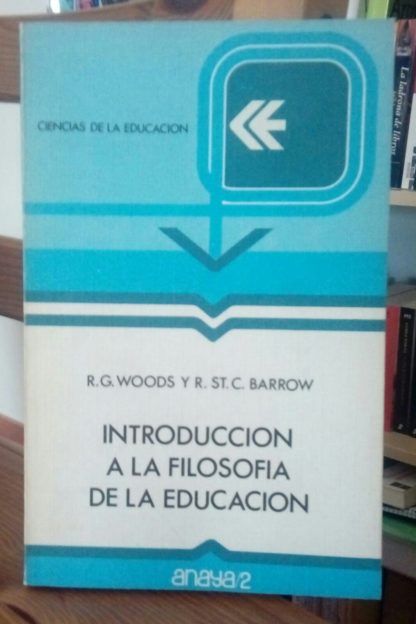 CIENCIAS DE LA EDUCACION
R.G. WOODS Y R. ST. C. BARROW
INTRODUCCION
A LA FILOSOFIA
DE LA EDUCACION
anaya/2
La ladrona de libros